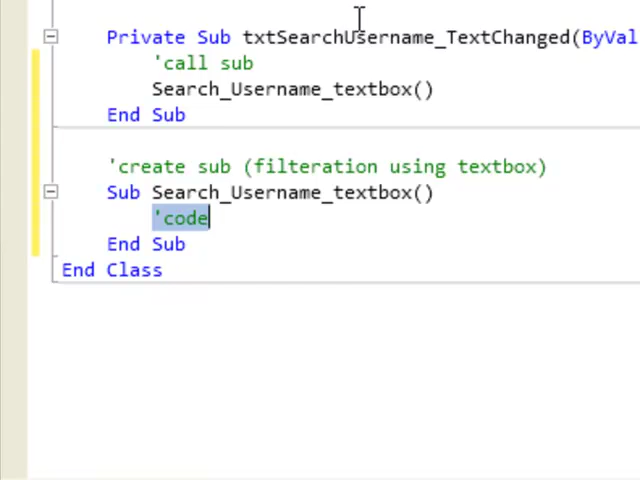 Private Sub txtSearchUsername_TextChanged(ByVal
'call sub
Search_Username_textbox()
End Sub
'create sub (filteration using textbox)
Sub Search_Username_textbox()
'code
End Sub
End Class